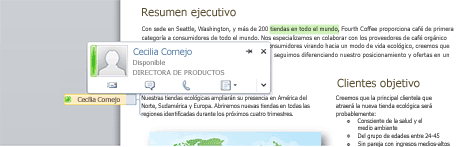 Resumen ejecutivo
Con sede en Seattle, Washington, y más de 200 tiendas en todo el mundo, Fourth Coffee proporciona café de primera
categoría a consumidores de todo el mundo. Nos especializamos en colaborar con los proveedores de café orgánico
consumidores virando hacia un modo de vida ecológico, creemos que
seguimos diferenciando nuestro posicionamiento y ofertas en un
Cecilia Cornejo
Disponible
DIRECTORA DE PRODUCTOS
Cecilia Cornejo
Nuestras tiendas ecológicas ampliarán su presencia en América del
Norte, Sudamérica y Europa. Abriremos nuevas tiendas en todas las
regiones identificadas durante los próximos cuatro trimestres.
Clientes objetivo
Creemos que la principal clientela que
atraerá la nueva tienda ecológica será
probablemente:
Consciente de la salud y el
medio ambiente
Del grupo de edades entre 24-45
Sin pareja con ingresos medios-altos